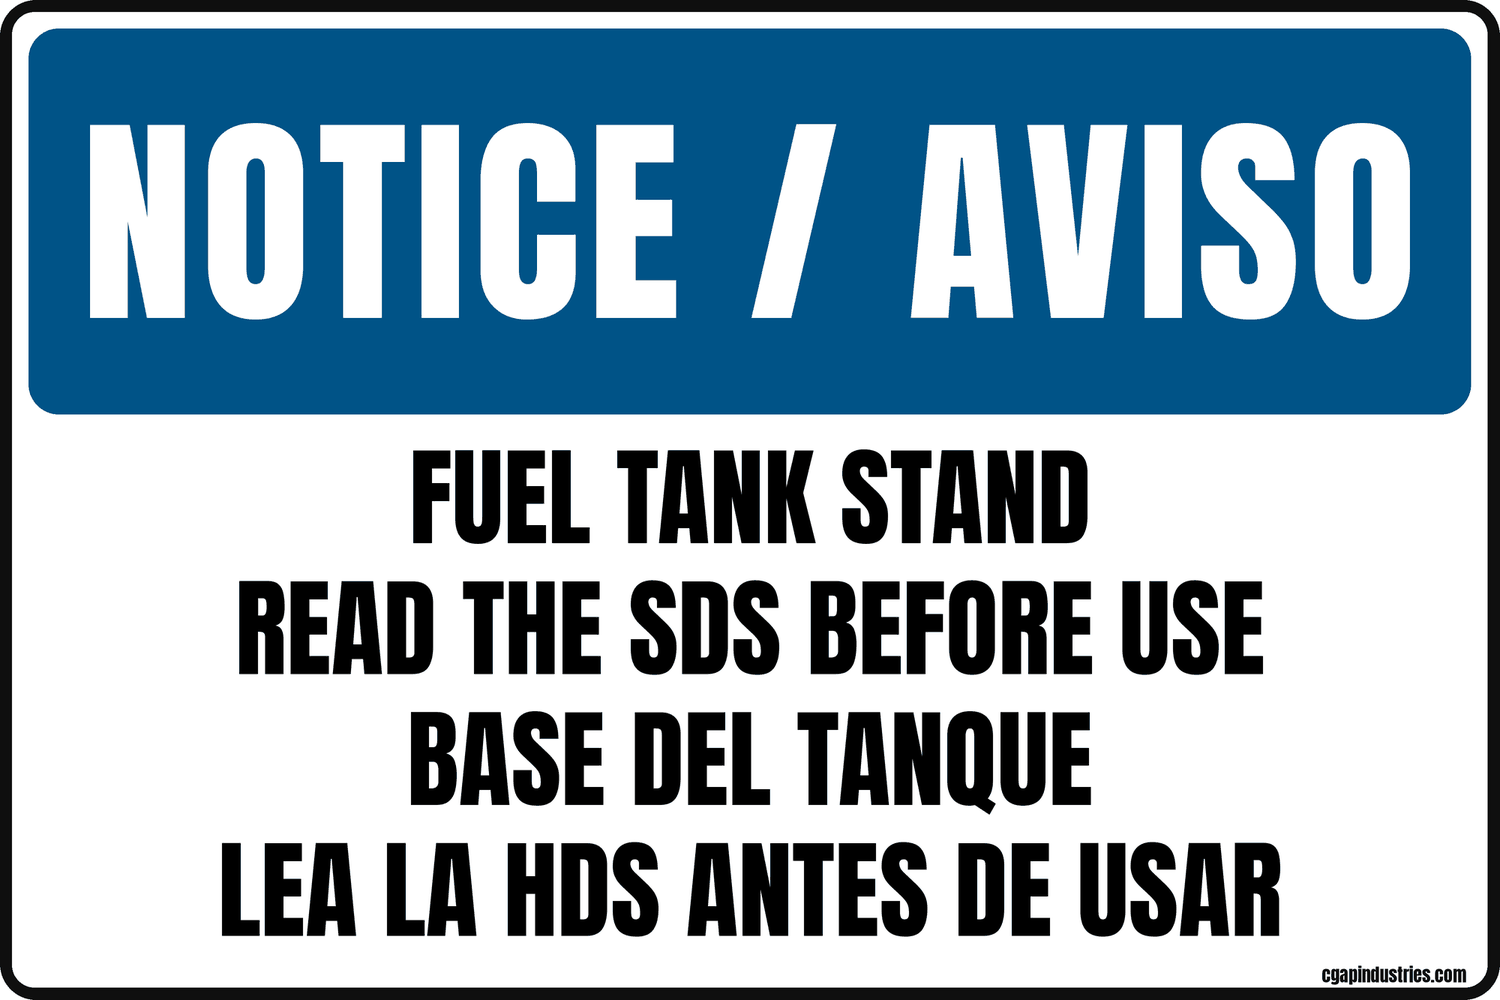 NOTICE / AVISO
FUEL TANK STAND
READ THE SDS BEFORE USE
BASE DEL TANQUE
LEA LA HDS ANTES DE USAR
cgapindustries.com